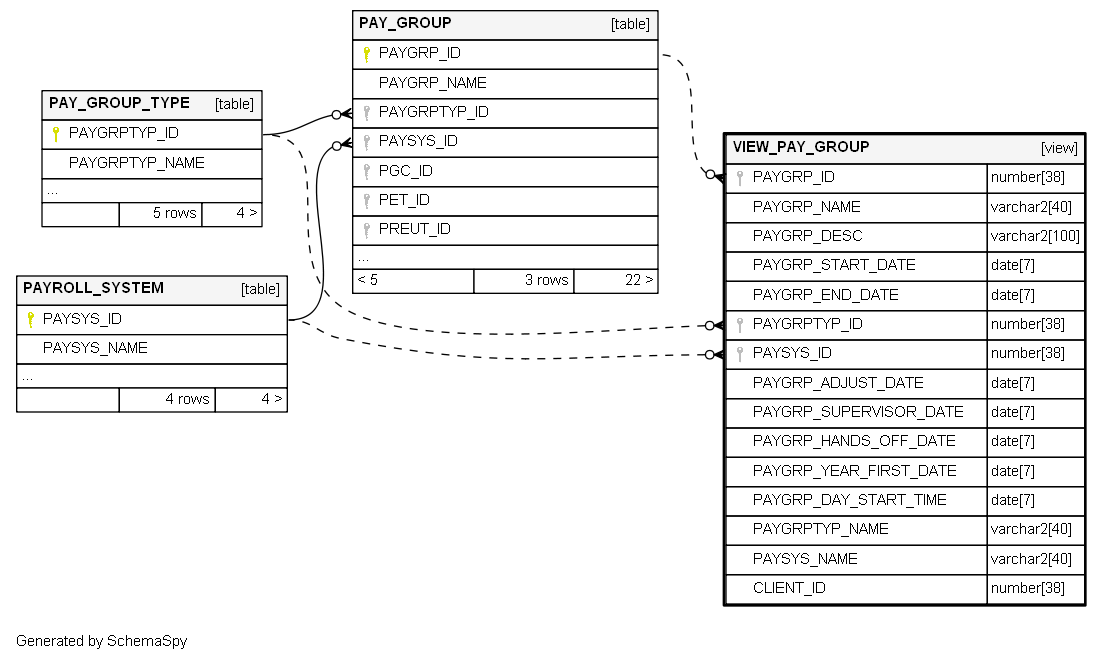 PAY_GROUP [table]
PAYGRP_ID
PAYGRP_NAME
PAYGRPTYP_ID
PAYSYS_ID
PGC_ID
PET_ID
PREUT_ID
...
< 5 3 rows 22 >
PAY_GROUP_TYPE [table]
PAYGRPTYP_ID
PAYGRPTYP_NAME
...
5 rows 4 >
PAYROLL_SYSTEM [table]
PAYSYS_ID
PAYSYS_NAME
...
4 rows 4 >
VIEW_PAY_GROUP [view]
PAYGRP_ID number[38]
PAYGRP_NAME varchar2[40]
PAYGRP_DESC varchar2[100]
PAYGRP_START_DATE date[7]
PAYGRP_END_DATE date[7]
PAYGRPTYP_ID number[38]
PAYSYS_ID number[38]
PAYGRP_ADJUST_DATE date[7]
PAYGRP_SUPERVISOR_DATE date[7]
PAYGRP_HANDS_OFF_DATE date[7]
PAYGRP_YEAR_FIRST_DATE date[7]
PAYGRP_DAY_START_TIME date[7]
PAYGRPTYP_NAME varchar2[40]
PAYSYS_NAME varchar2[40]
CLIENT_ID number[38]
Generated by SchemaSpy